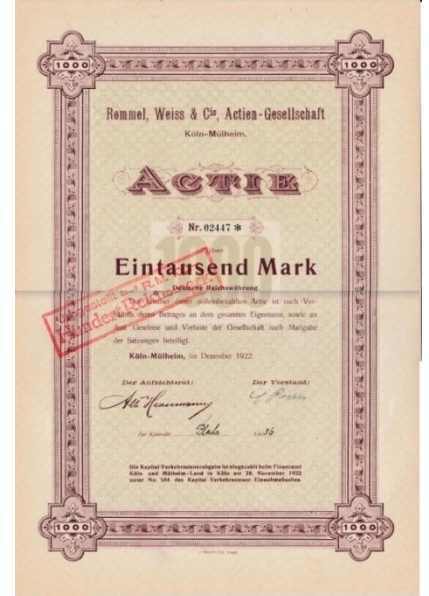 1000 1000
Rommel, Weiss & Cie, Actien-Gesellschaft
Köln-Mülheim.
ACTIE
Nr. 02447 *
1000
über
Eintausend Mark
Deutsche Reichswährung.
Der Inhaber dieser volleinbezahlten Actie ist nach Ver-
hältnis deren Betrages an dem gesamten Eigentume, sowie an
dem Gewinne und Verluste der Gesellschaft nach Maßgabe
der Satzungen beteiligt.
Köln-Mülheim, im Dezember 1922.
Der Aufsichtsrat: Der Vorstand:
Zur Kontrolle
Die Kapital-Verkehrssteuerabgabe ist eingezahlt beim Finanzamt
Köln und Mülheim-Land in Köln am 28. November 1922
unter No. 584 des Kapital Verkehrssteuer-Einnahmebuches.
1000 1000